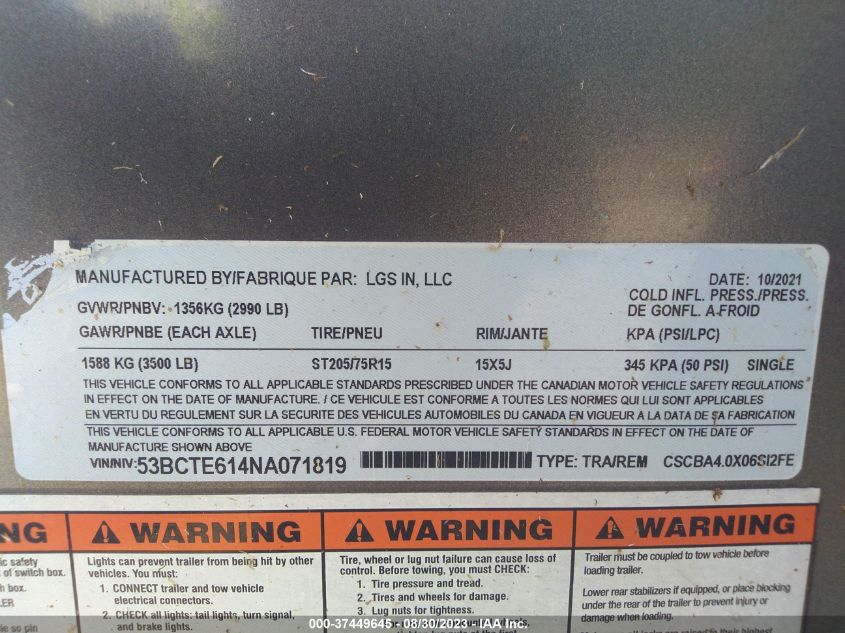 MANUFACTURED BY/FABRIQUE PAR: LGS IN, LLC DATE: 10/2021
GVWR/PNBV: 1356KG (2990 LB) COLD INFL. PRESS./PRESS. DE GONFL. A FROID
GAWR/PNBE (EACH AXLE) TIRE/PNEU RIM/JANTE KPA (PSI/LPC)
1588 KG (3500 LB) ST205/75R15 15X5J 345 KPA (50 PSI) SINGLE
THIS VEHICLE CONFORMS TO ALL APPLICABLE STANDARDS PRESCRIBED UNDER THE CANADIAN MOTOR VEHICLE SAFETY REGULATIONS
IN EFFECT ON THE DATE OF MANUFACTURE. / CE VEHICULE EST CONFORME A TOUTES LES NORMES QUI LUI SONT APPLICABLES
EN VERTU DU REGULEMENT SUR LA SECURITE DES VEHICULES AUTOMOBILES DU CANADA EN VIGUEUR A LA DATA DE SA FABRICATION
THIS VEHICLE CONFORMS TO ALL APPLICABLE U.S. FEDERAL MOTOR VEHICLE SAFETY STANDARDS IN EFFECT ON THE DATE OF
MANUFACTURE SHOWN ABOVE
VIN/NIV: 53BCTE614NA071819 TYPE: TRA/REM CSCBA4.0X06SI2FE
NG
ic safety
of switch box.
h box.
LER
ie so pin
WARNING
Lights can prevent trailer from being hit by other
vehicles. You must:
1. CONNECT trailer and tow vehicle
electrical connectors.
2. CHECK all lights: tail lights, turn signal,
and brake lights.
WARNING
Tire, wheel or lug nut failure can cause loss of
control. Before towing, you must CHECK:
1. Tire pressure and tread.
2. Tires and wheels for damage.
3. Lug nuts for tightness.
WARNING
Trailer must be coupled to tow vehicle before
loading trailer.
Lower rear stabilizers if equipped, or place blocking
under the rear of the trailer to prevent injury or
damage when loading.
000-37449645 - 08/30/2023 - IAA Inc.